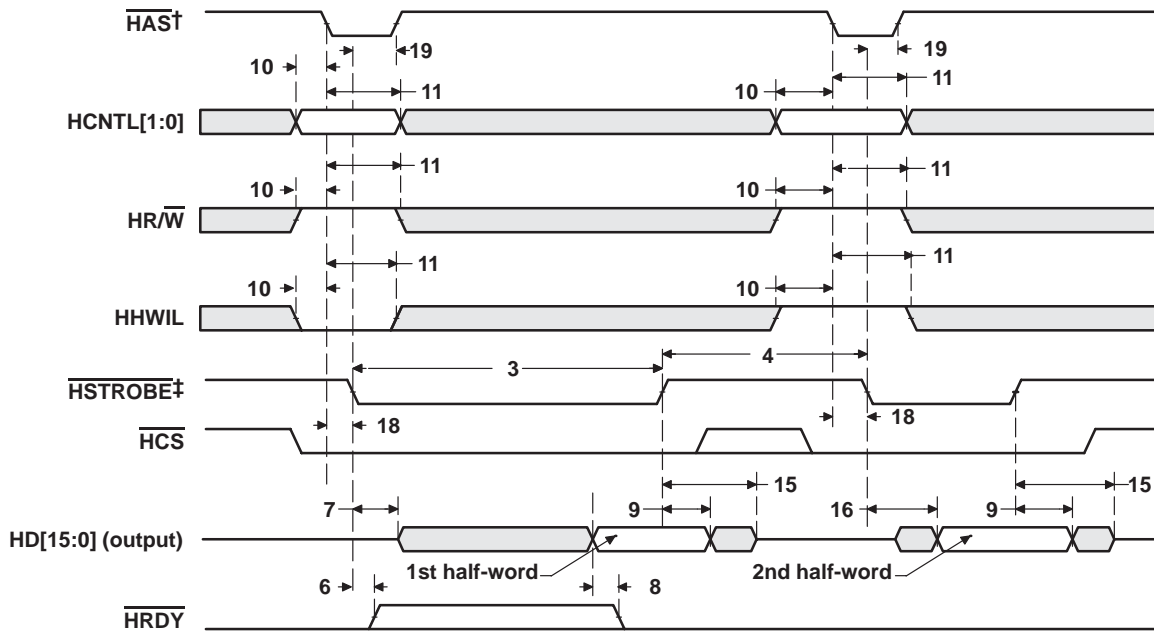 HAS†
19
19
10
11
10
11
HCNTL[1:0]
11
11
10
10
HR/W
11
11
10
10
HHWIL
3
4
HSTROBE‡
18
18
HCS
15
15
7
9
16
9
HD[15:0] (output)
1st half-word
2nd half-word
6
8
HRDY